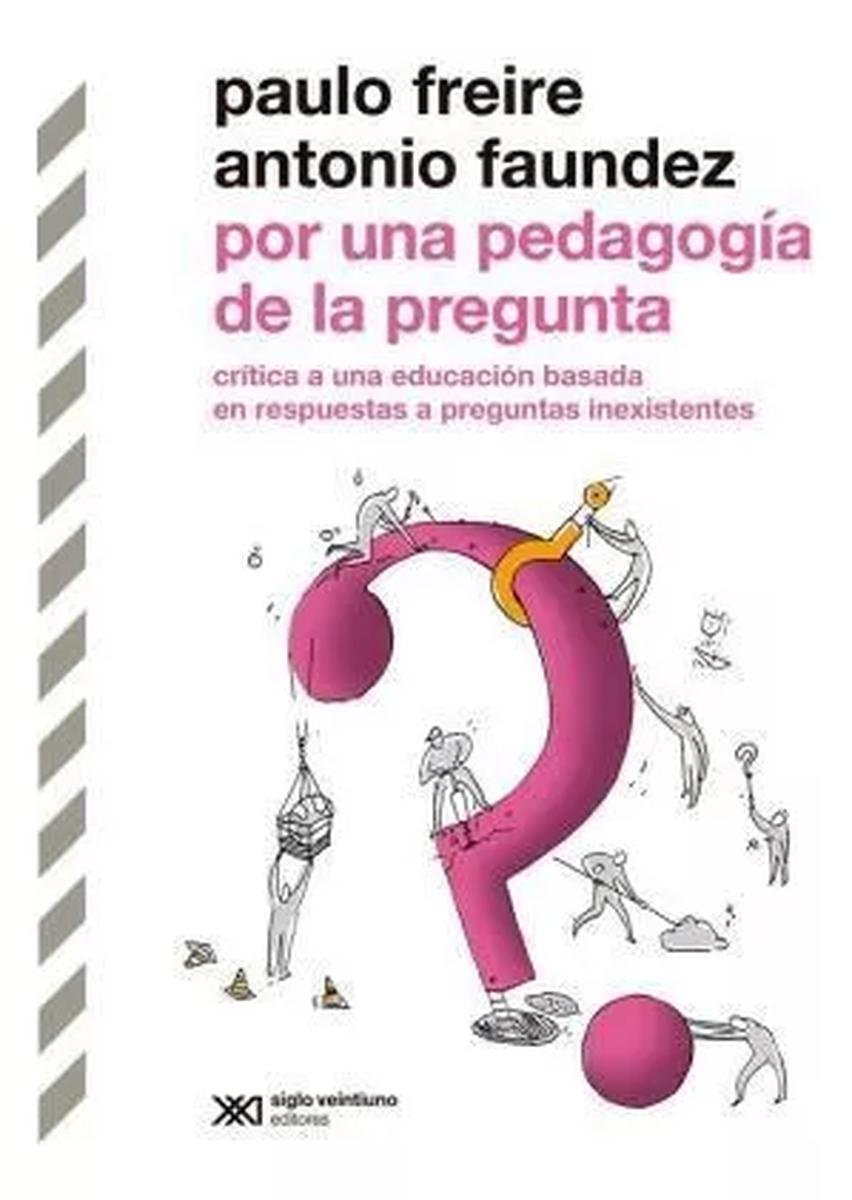 paulo freire
antonio faundez
por una pedagogía
de la pregunta
crítica a una educación basada
en respuestas a preguntas inexistentes
siglo veintiuno
editores